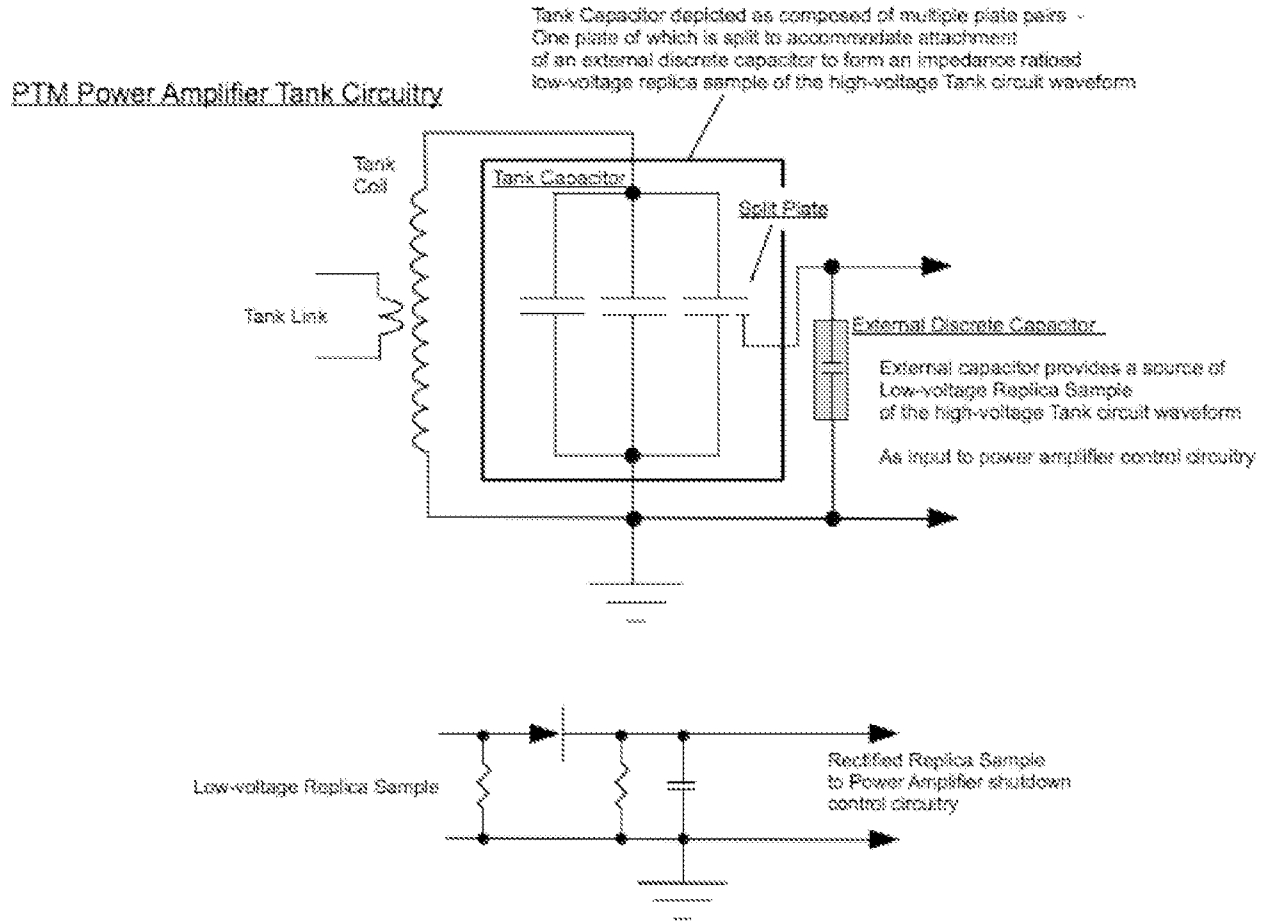 Tank Capacitor depicted as composed of multiple plate pairs -
One plate of which is split to accommodate attachment
of an external discrete capacitor to form an impedance ratioed
low-voltage replica sample of the high-voltage Tank circuit waveform
PTM Power Amplifier Tank Circuitry
Tank
Coil
Tank Capacitor
Split Plate
Tank Link
External Discrete Capacitor
External capacitor provides a source of
Low-voltage Replica Sample
of the high-voltage Tank circuit waveform
As input to power amplifier control circuitry
Low-voltage Replica Sample
Rectified Replica Sample
to Power Amplifier shutdown
control circuitry